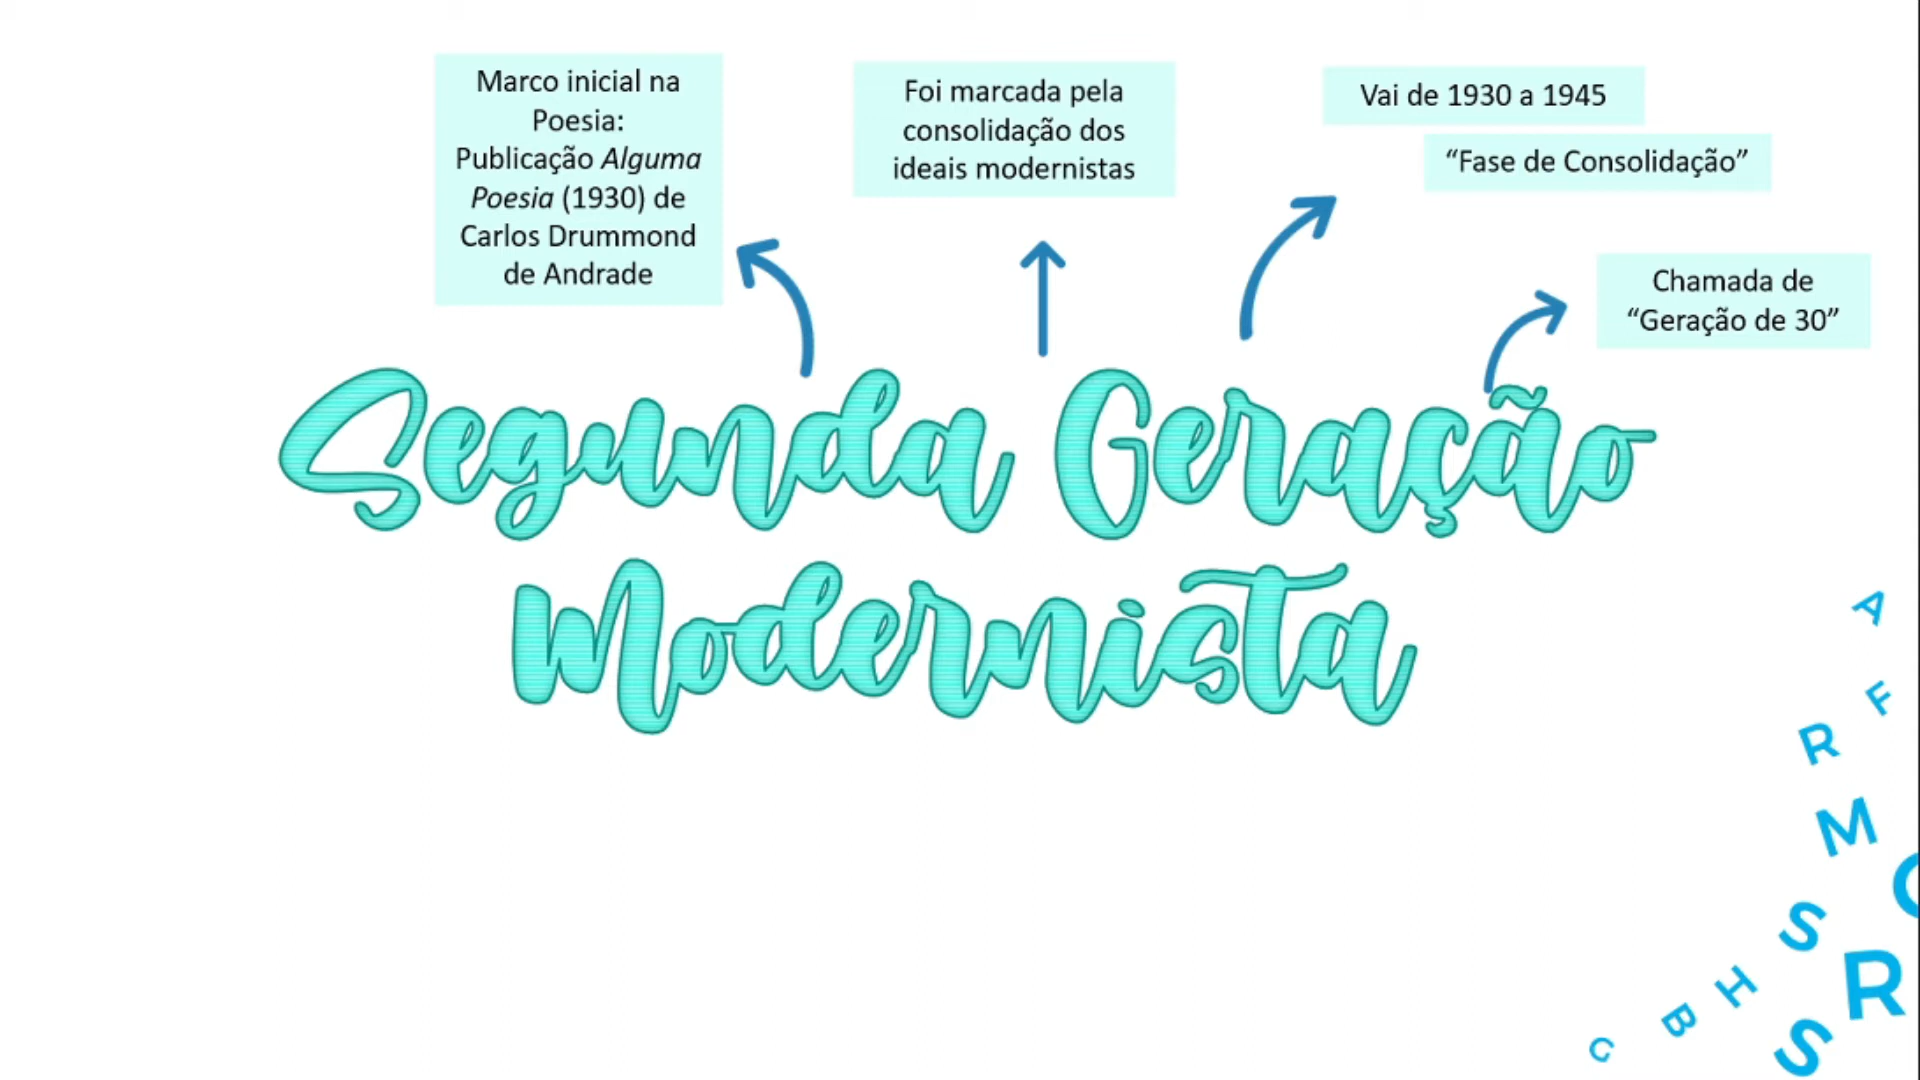 Marco inicial na
Poesia:
Publicação Alguma
Poesia (1930) de
Carlos Drummond
de Andrade
Foi marcada pela
consolidação dos
ideais modernistas
Vai de 1930 a 1945
“Fase de Consolidação”
Chamada de
“Geração de 30”
Segunda Geração
Modernista
A
F
R
M
S
R
H
B
S